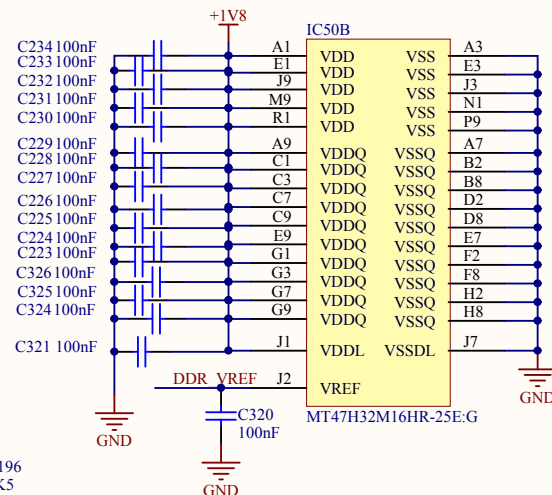 +1V8
IC50B
C234 100nF A1 VDD VSS A3
C233 100nF E1 VDD VSS E3
C232 100nF J9 VDD VSS J3
C231 100nF M9 VDD VSS N1
C230 100nF R1 VDD VSS P9
C229 100nF A9 VDDQ VSSQ A7
C228 100nF C1 VDDQ VSSQ B2
C227 100nF C3 VDDQ VSSQ B8
C226 100nF C7 VDDQ VSSQ D2
C225 100nF C9 VDDQ VSSQ D8
C224 100nF E9 VDDQ VSSQ E7
C223 100nF G1 VDDQ VSSQ F2
C326 100nF G3 VDDQ VSSQ F8
C325 100nF G7 VDDQ VSSQ H2
C324 100nF G9 VDDQ VSSQ H8
C321 100nF J1 VDDL VSSDL J7
DDR_VREF J2 VREF
GND
C320
100nF
MT47H32M16HR-25E:G
GND
GND
196
K5